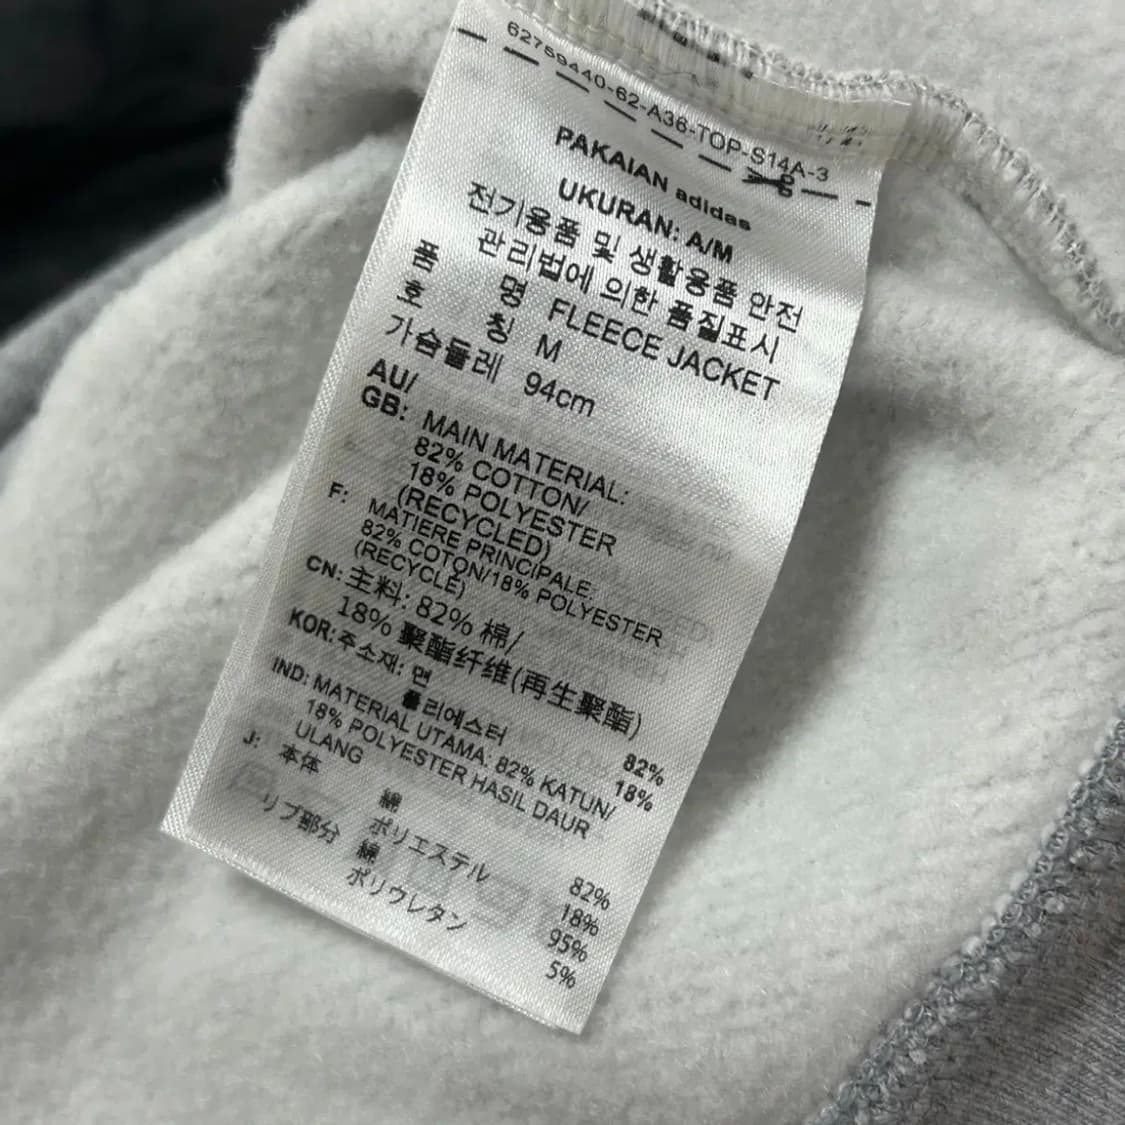 62759440-62-A36-TOP-S14A-3
PAKAIAN adidas
UKURAN: A/M
전기용품 및 생활용품 안전
관리법에 의한 품질표시
품 명 FLEECE JACKET
호 칭 M
가슴둘레 94cm
AU/
GB: MAIN MATERIAL:
82% COTTON/
18% POLYESTER
(RECYCLED)
F: MATIERE PRINCIPALE:
82% COTON/18% POLYESTER
(RECYCLÉ)
CN: 主料: 82% 棉/
18% 聚酯纤维(再生聚酯)
KOR: 주소재: 면 82%
폴리에스터 18%
IND: MATERIAL UTAMA: 82% KATUN/
18% POLYESTER HASIL DAUR
ULANG
J: 本体 綿 82%
ポリエステル 18%
リブ部分 綿 95%
ポリウレタン 5%